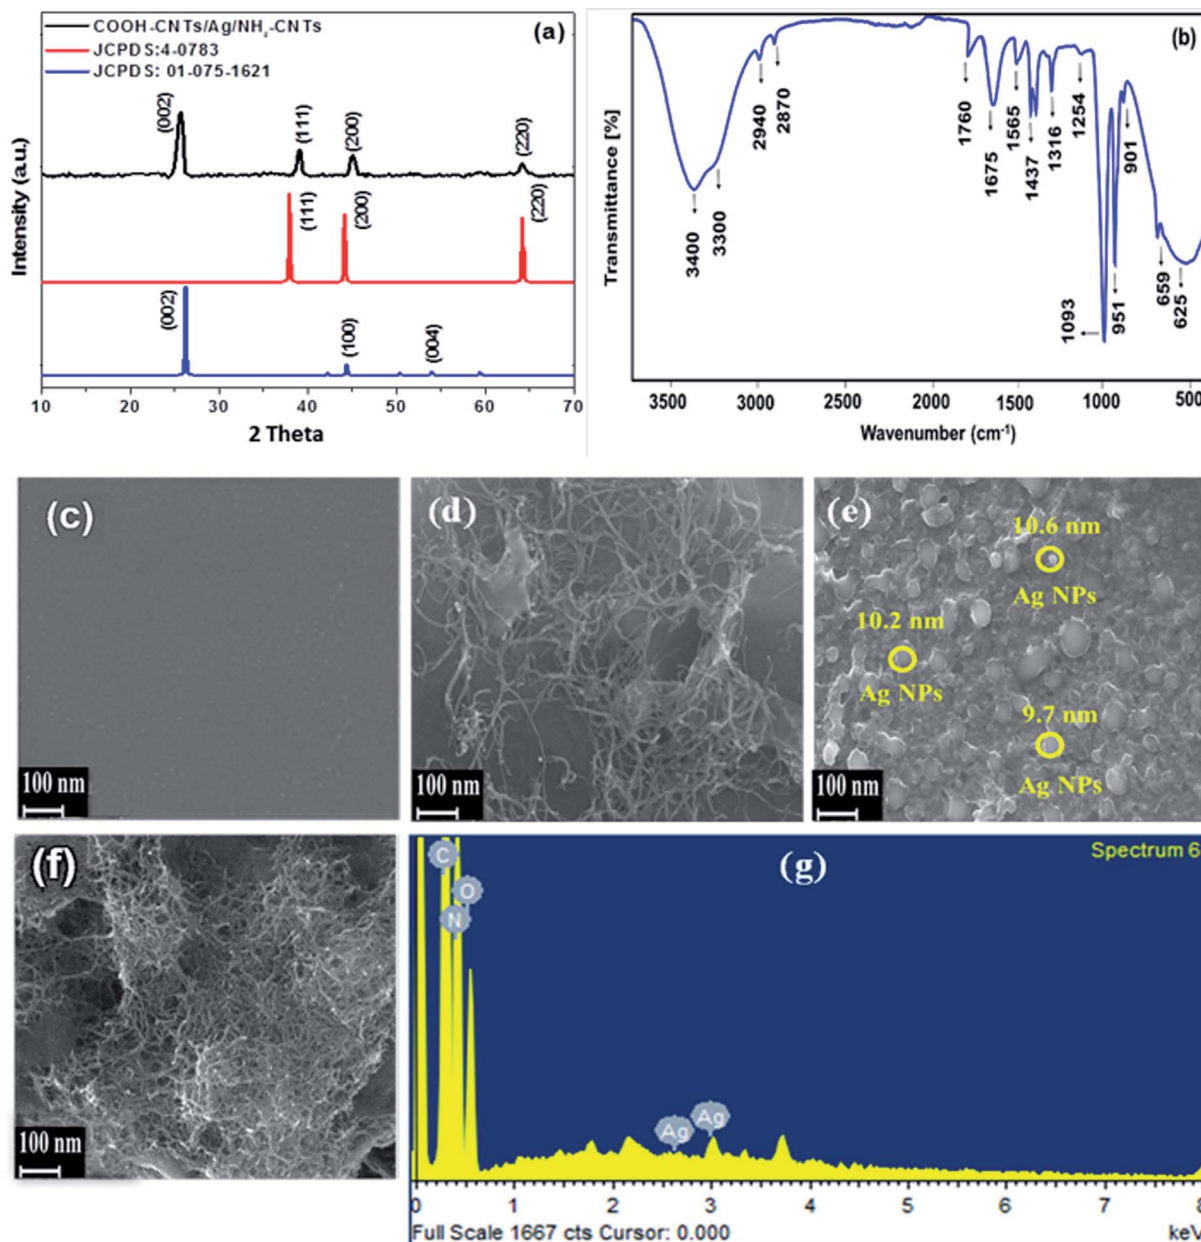 COOH-CNTs/Ag/NH₂-CNTs
JCPDS:4-0783
JCPDS: 01-075-1621
(a)
(002)
(111)
(200)
(220)
(111)
(200)
(220)
(002)
(100)
(004)
Intensity (a.u.)
10 20 30 40 50 60 70
2 Theta
(b)
Transmittance [%]
3400
3300
2940
2870
1760
1675
1565
1437
1316
1254
1093
951
901
659
625
3500 3000 2500 2000 1500 1000 500
Wavenumber (cm⁻¹)
(c)
100 nm
(d)
100 nm
(e)
10.6 nm
Ag NPs
10.2 nm
Ag NPs
9.7 nm
Ag NPs
100 nm
(f)
100 nm
(g)
Spectrum 6
C
O
N
Ag
Ag
0 1 2 3 4 5 6 7 8
Full Scale 1667 cts Cursor: 0.000
keV